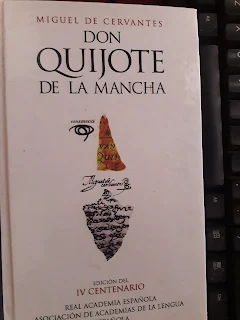 MIGUEL DE CERVANTES
DON
QUIJOTE
DE LA MANCHA
EDICIÓN DEL
IV CENTENARIO
REAL ACADEMIA ESPAÑOLA
ASOCIACIÓN DE ACADEMIAS DE LA LENGUA
ESPAÑOLA